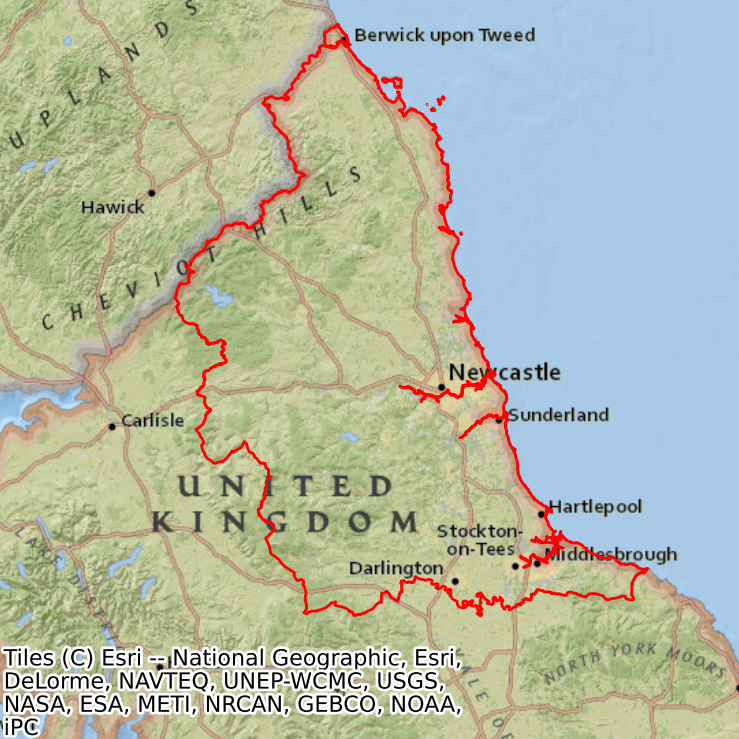 Berwick upon Tweed
UPLANDS
Hawick
CHEVIOT HILLS
Newcastle
Carlisle
Sunderland
UNITED
KINGDOM
Hartlepool
Stockton-
on-Tees
Middlesbrough
Darlington
LAKE DISTR
NORTH YORK MOORS
VALE OF
Tiles (C) Esri -- National Geographic, Esri,
DeLorme, NAVTEQ, UNEP-WCMC, USGS,
NASA, ESA, METI, NRCAN, GEBCO, NOAA,
iPC